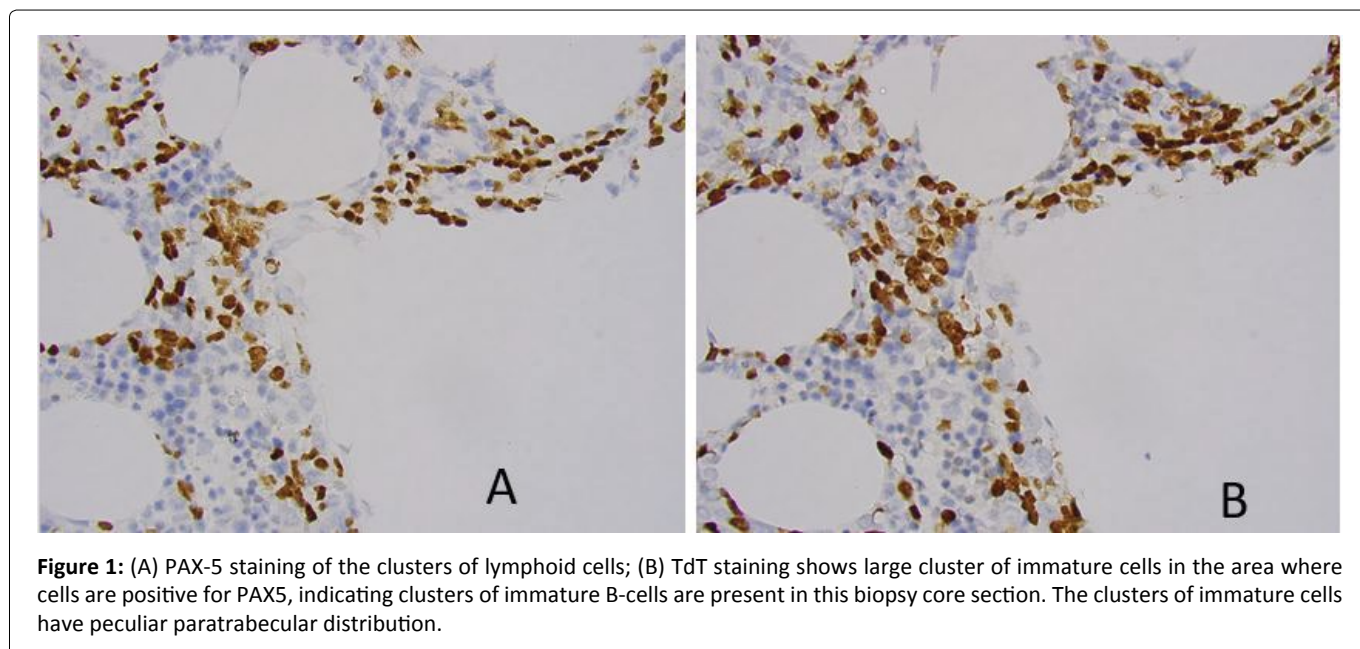 A
B
Figure 1: (A) PAX-5 staining of the clusters of lymphoid cells; (B) TdT staining shows large cluster of immature cells in the area where
cells are positive for PAX5, indicating clusters of immature B-cells are present in this biopsy core section. The clusters of immature cells
have peculiar paratrabecular distribution.